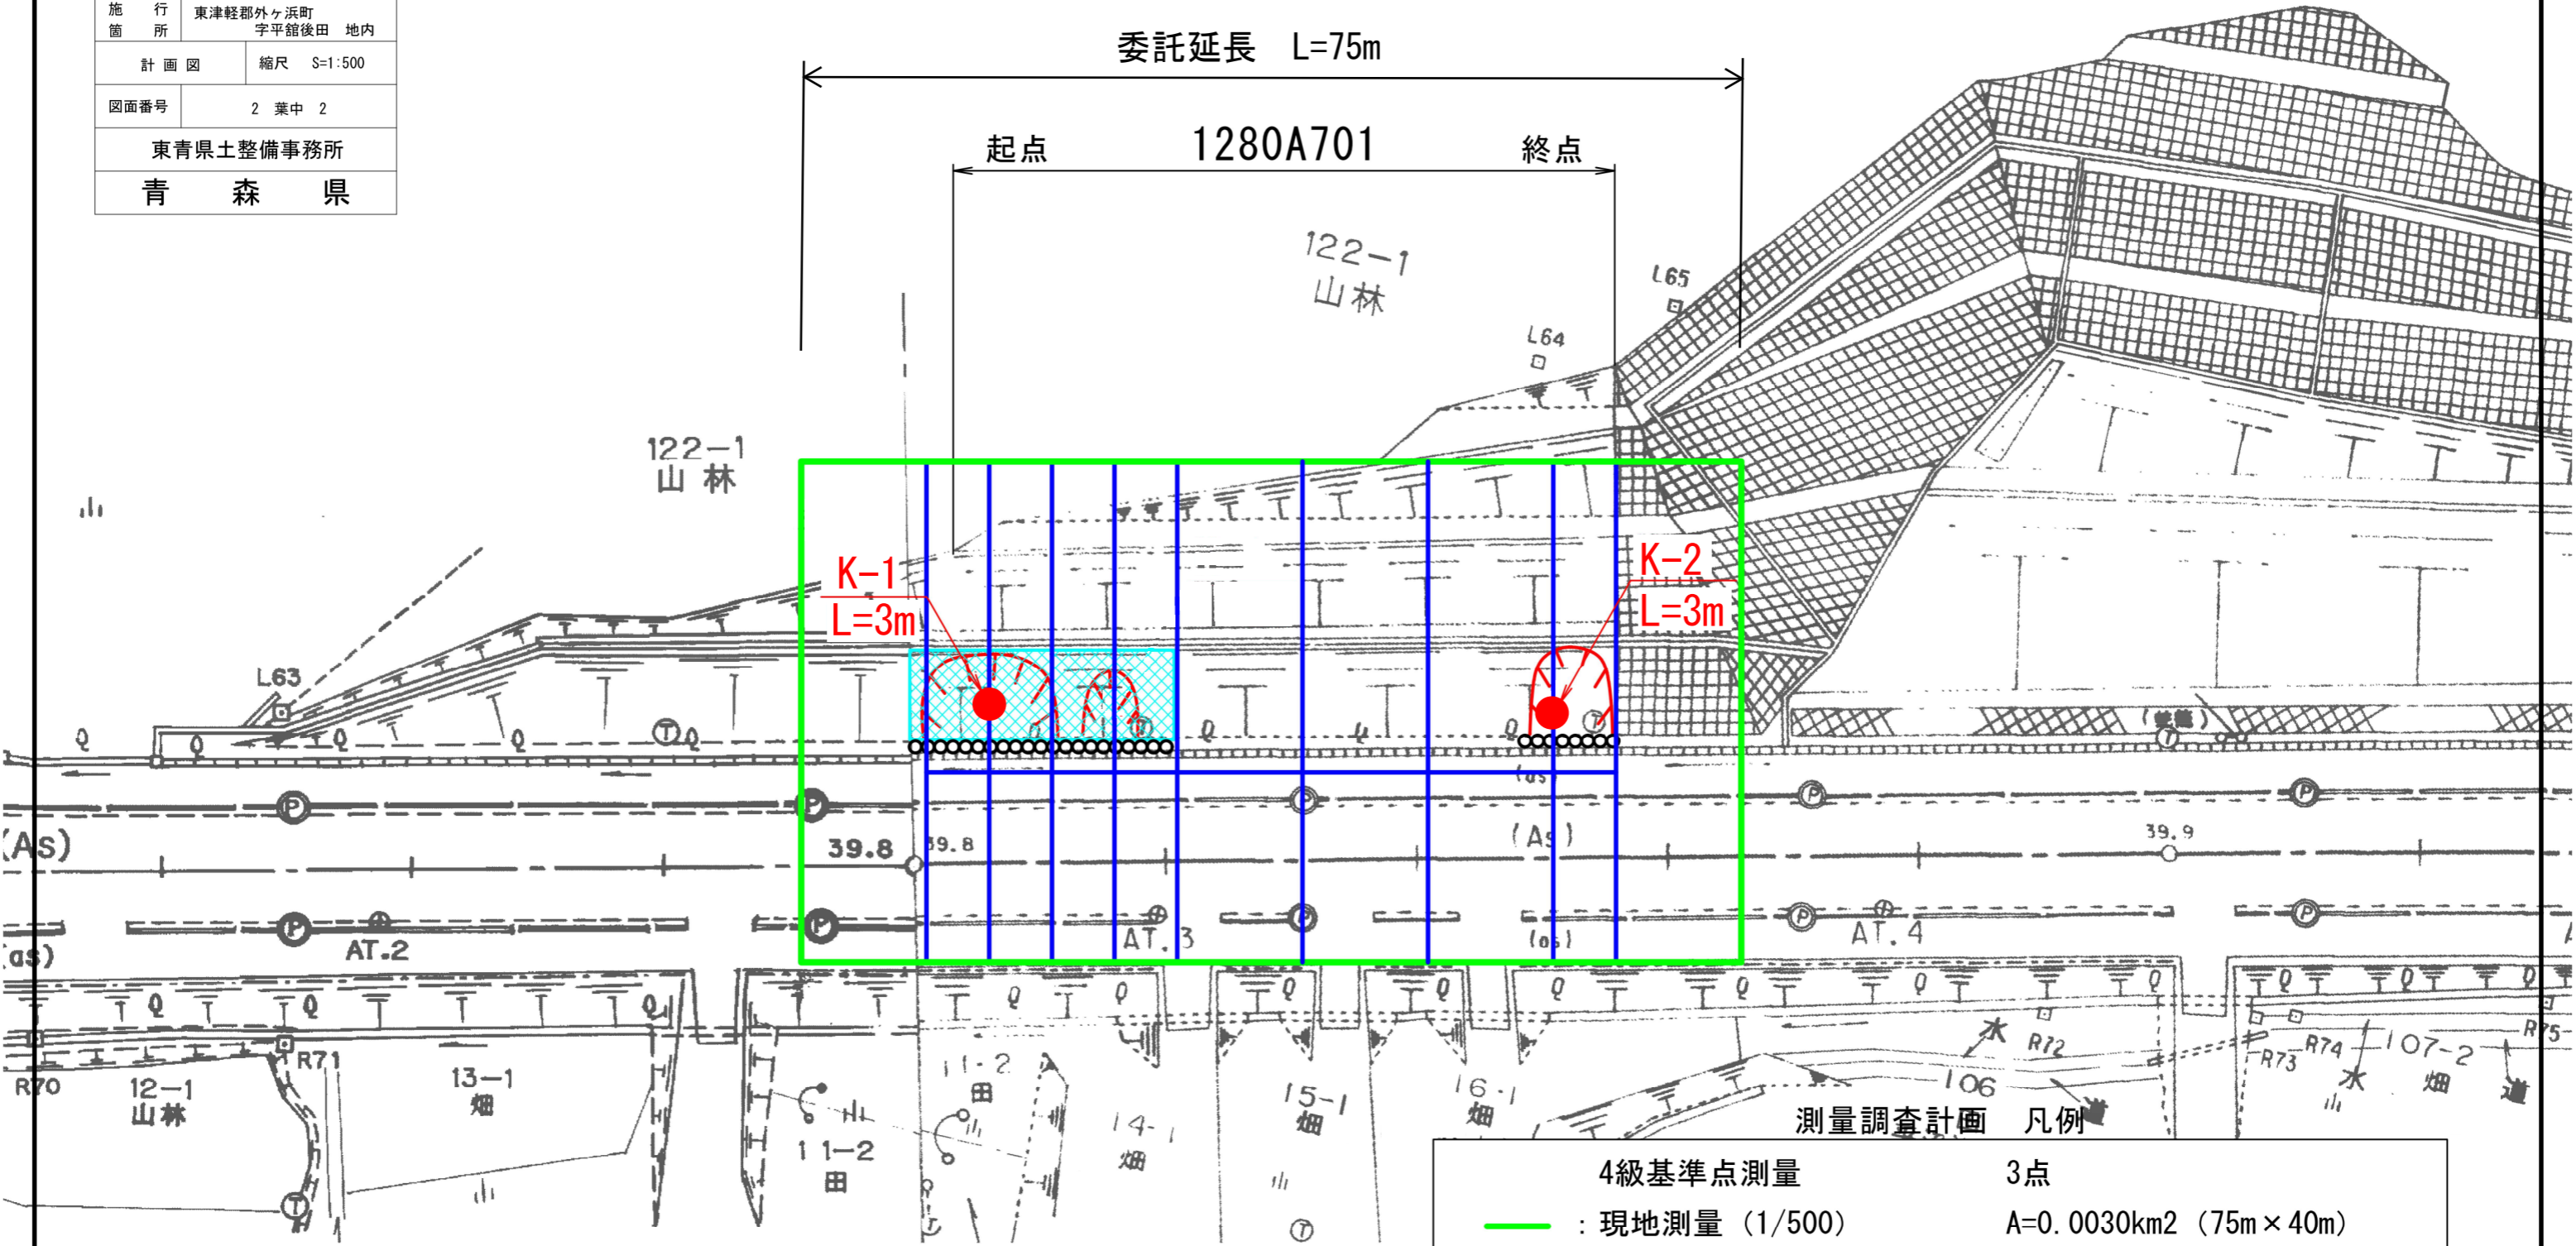 施 行 箇 所 東津軽郡外ヶ浜町
字平舘後田 地内
計 画 図 縮尺 S=1:500
図面番号 2 葉中 2
東青県土整備事務所
青 森 県
委託延長 L=75m
起点 1280A701 終点
122-1
山林
L65
L64
122-1
山林
K-1
L=3m
K-2
L=3m
L63
Q Q Q Q T Q T Q Q T T
(as)
P P P P P
(As) 39.8 39.8 (As) 39.9
P P P P P
(as) AT.2 AT.3 (as) AT.4
Q Q Q Q Q Q Q Q Q Q Q Q Q Q
R70 R71 R72 R73 R74 R75
12-1
山林
13-1
畑
11-2
田
11-2
田
14-1
畑
15-1
畑
16-1
畑
水
106
道
水
107-2
畑
道
T T
測量調査計画 凡例
4級基準点測量 3点
:現地測量 (1/500) A=0.0030km2 (75m×40m)